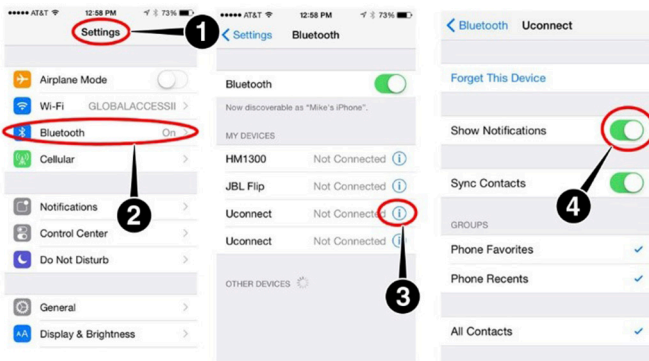 ••••• AT&T 12:58 PM 73%
Settings
1
Airplane Mode
Wi-Fi GLOBALACCESSII
Bluetooth On
Cellular
2
Notifications
Control Center
Do Not Disturb
General
AA Display & Brightness
••••• AT&T 12:58 PM 73%
Settings Bluetooth
Bluetooth
Now discoverable as “Mike's iPhone”.
MY DEVICES
HM1300 Not Connected i
JBL Flip Not Connected i
Uconnect Not Connected i
Uconnect Not Connected i
3
OTHER DEVICES
Bluetooth Uconnect
Forget This Device
Show Notifications
4
Sync Contacts
GROUPS
Phone Favorites
Phone Recents
All Contacts